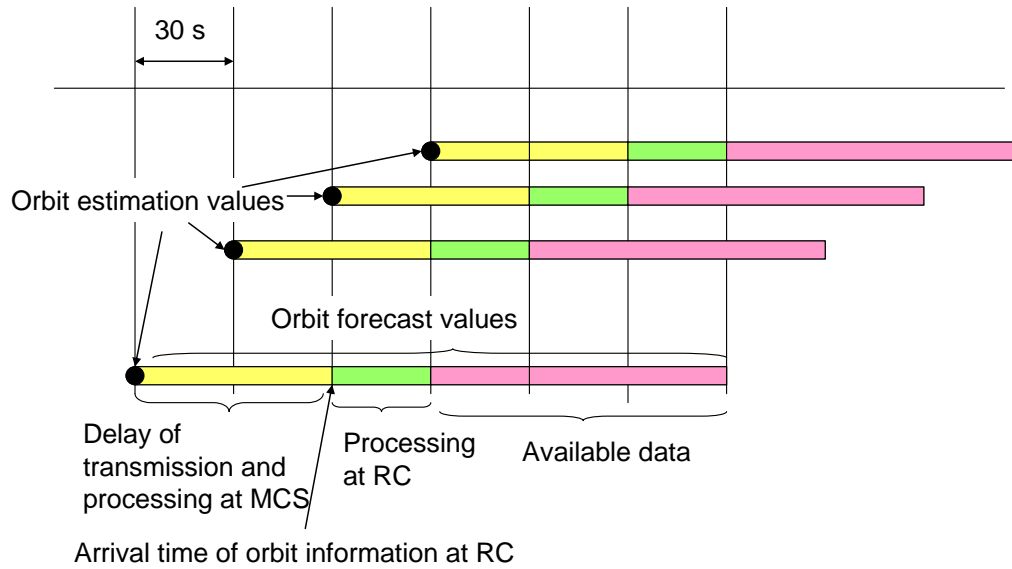 30 s
Orbit estimation values
Orbit forecast values
Delay of
transmission and
processing at MCS
Processing
at RC
Available data
Arrival time of orbit information at RC